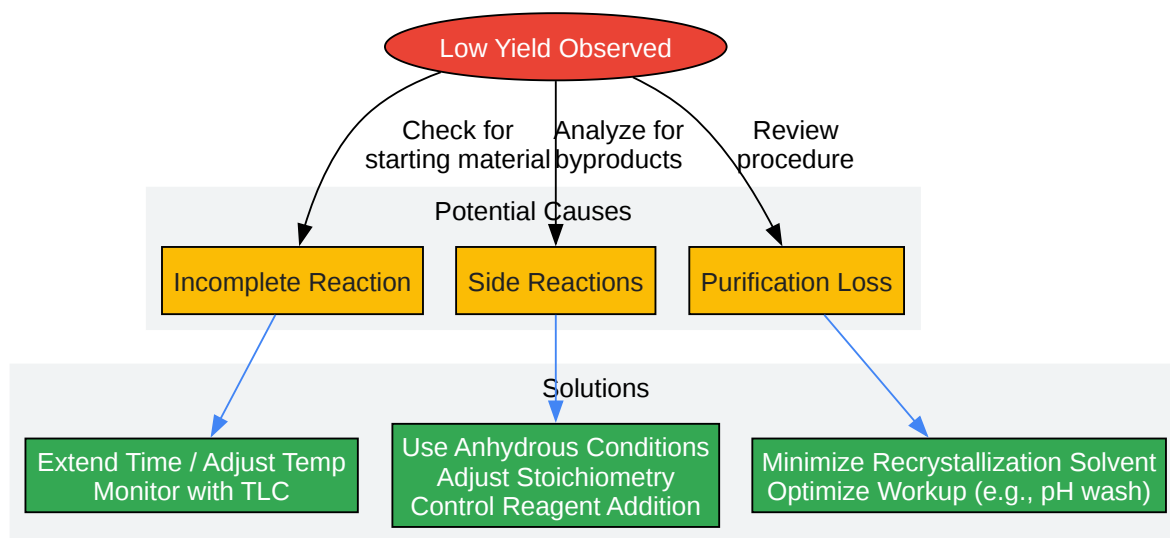 Low Yield Observed
Check for
starting material
Analyze for
byproducts
Review
procedure
Potential Causes
Incomplete Reaction
Side Reactions
Purification Loss
Solutions
Extend Time / Adjust Temp
Monitor with TLC
Use Anhydrous Conditions
Adjust Stoichiometry
Control Reagent Addition
Minimize Recrystallization Solvent
Optimize Workup (e.g., pH wash)